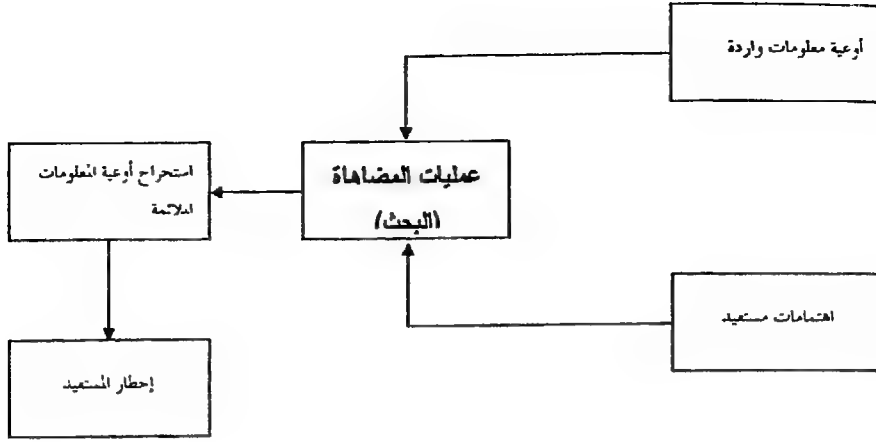 أوعية معلومات واردة
عمليات المضاهاة
(البحث)
استخراج أوعية المعلومات
الملائمة
اهتمامات مستفيد
إخطار المستفيد